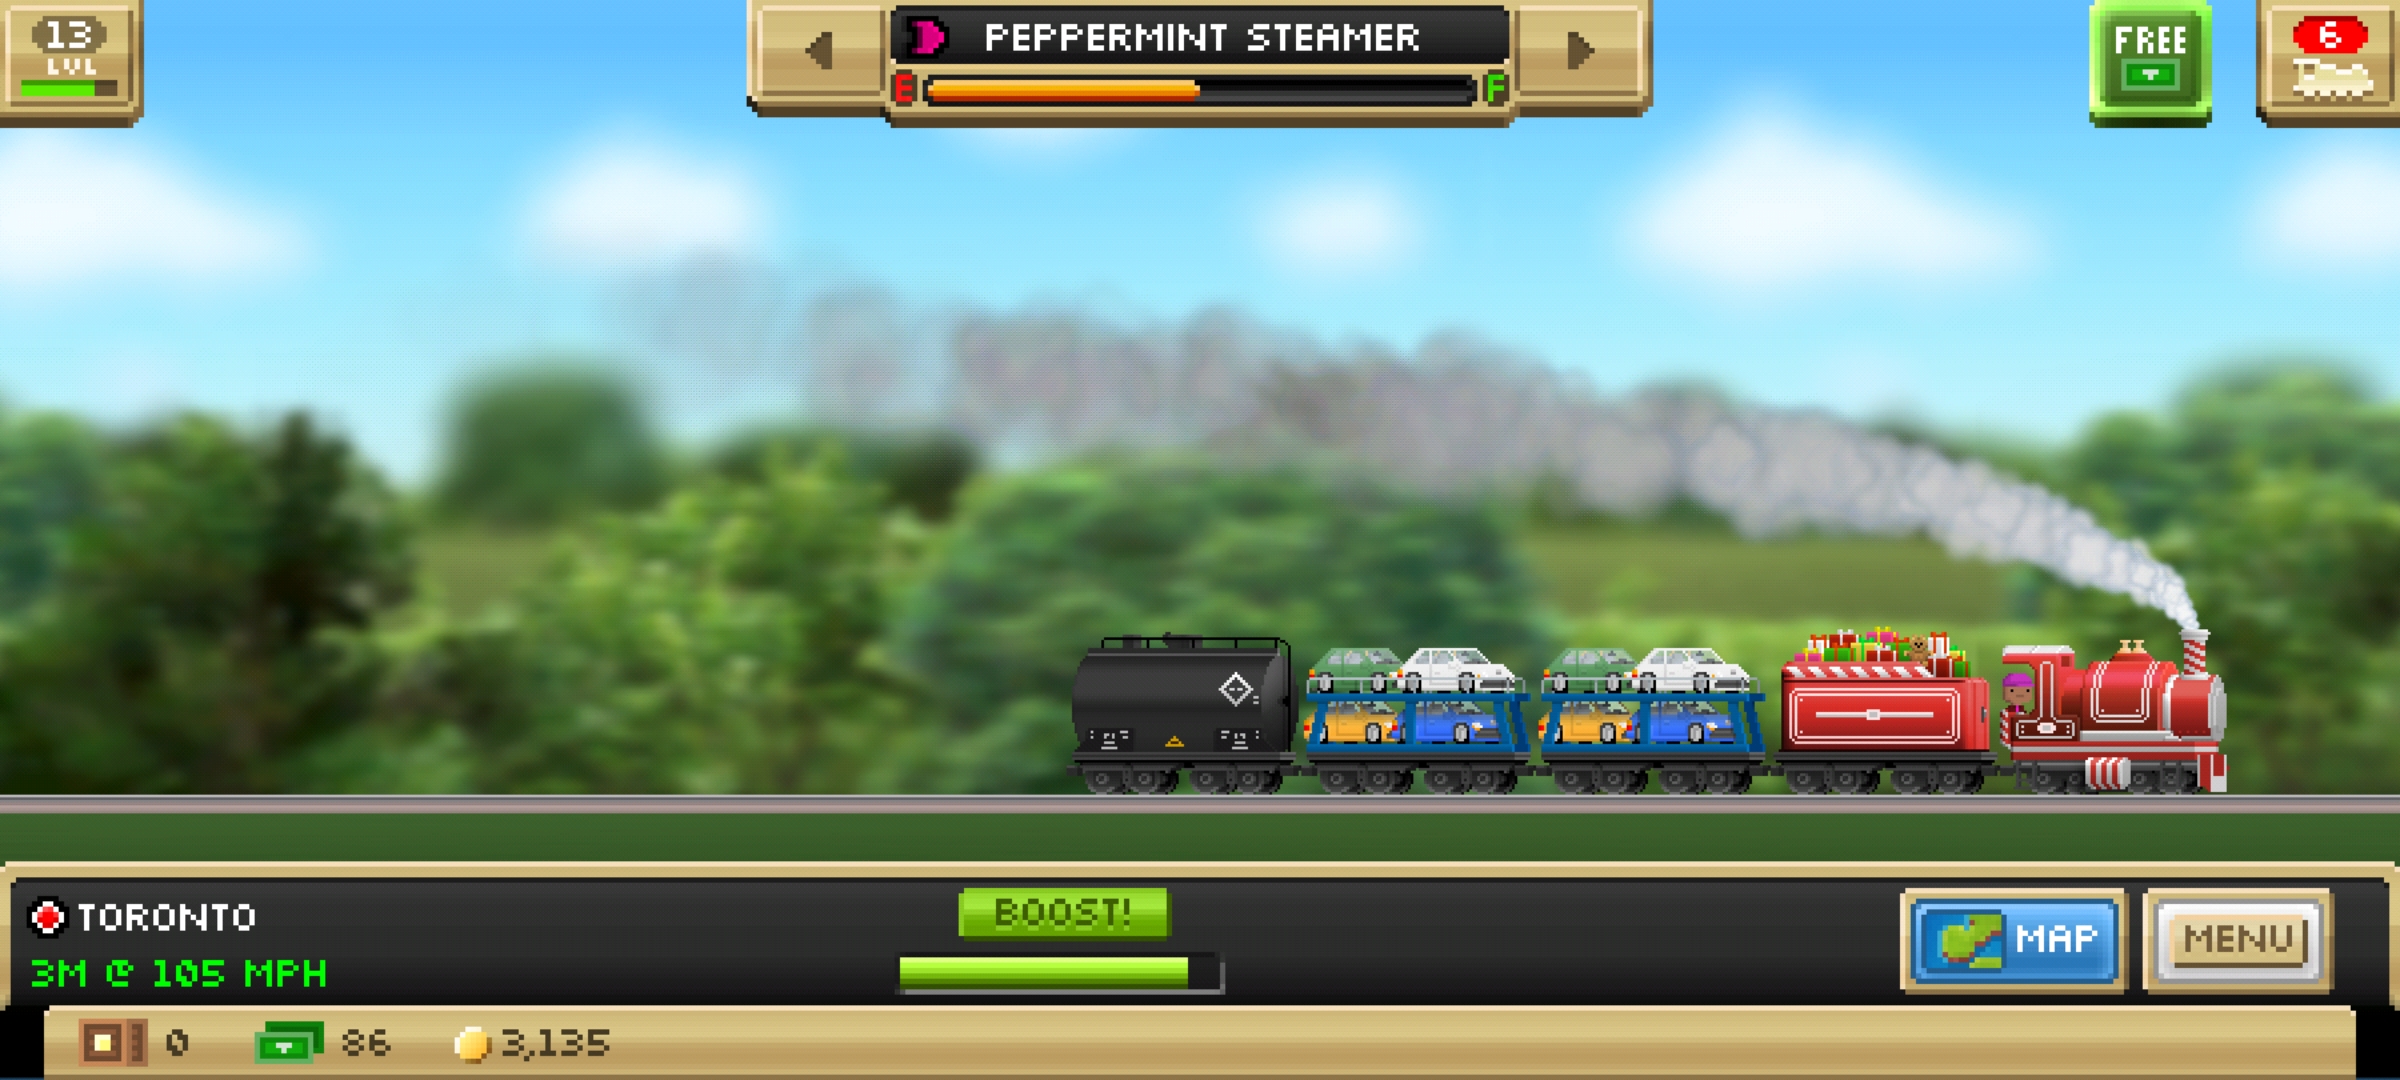 13
LVL
PEPPERMINT STEAMER
E F
FREE
6
TORONTO
3M @ 105 MPH
BOOST!
MAP
MENU
0
86
3,135